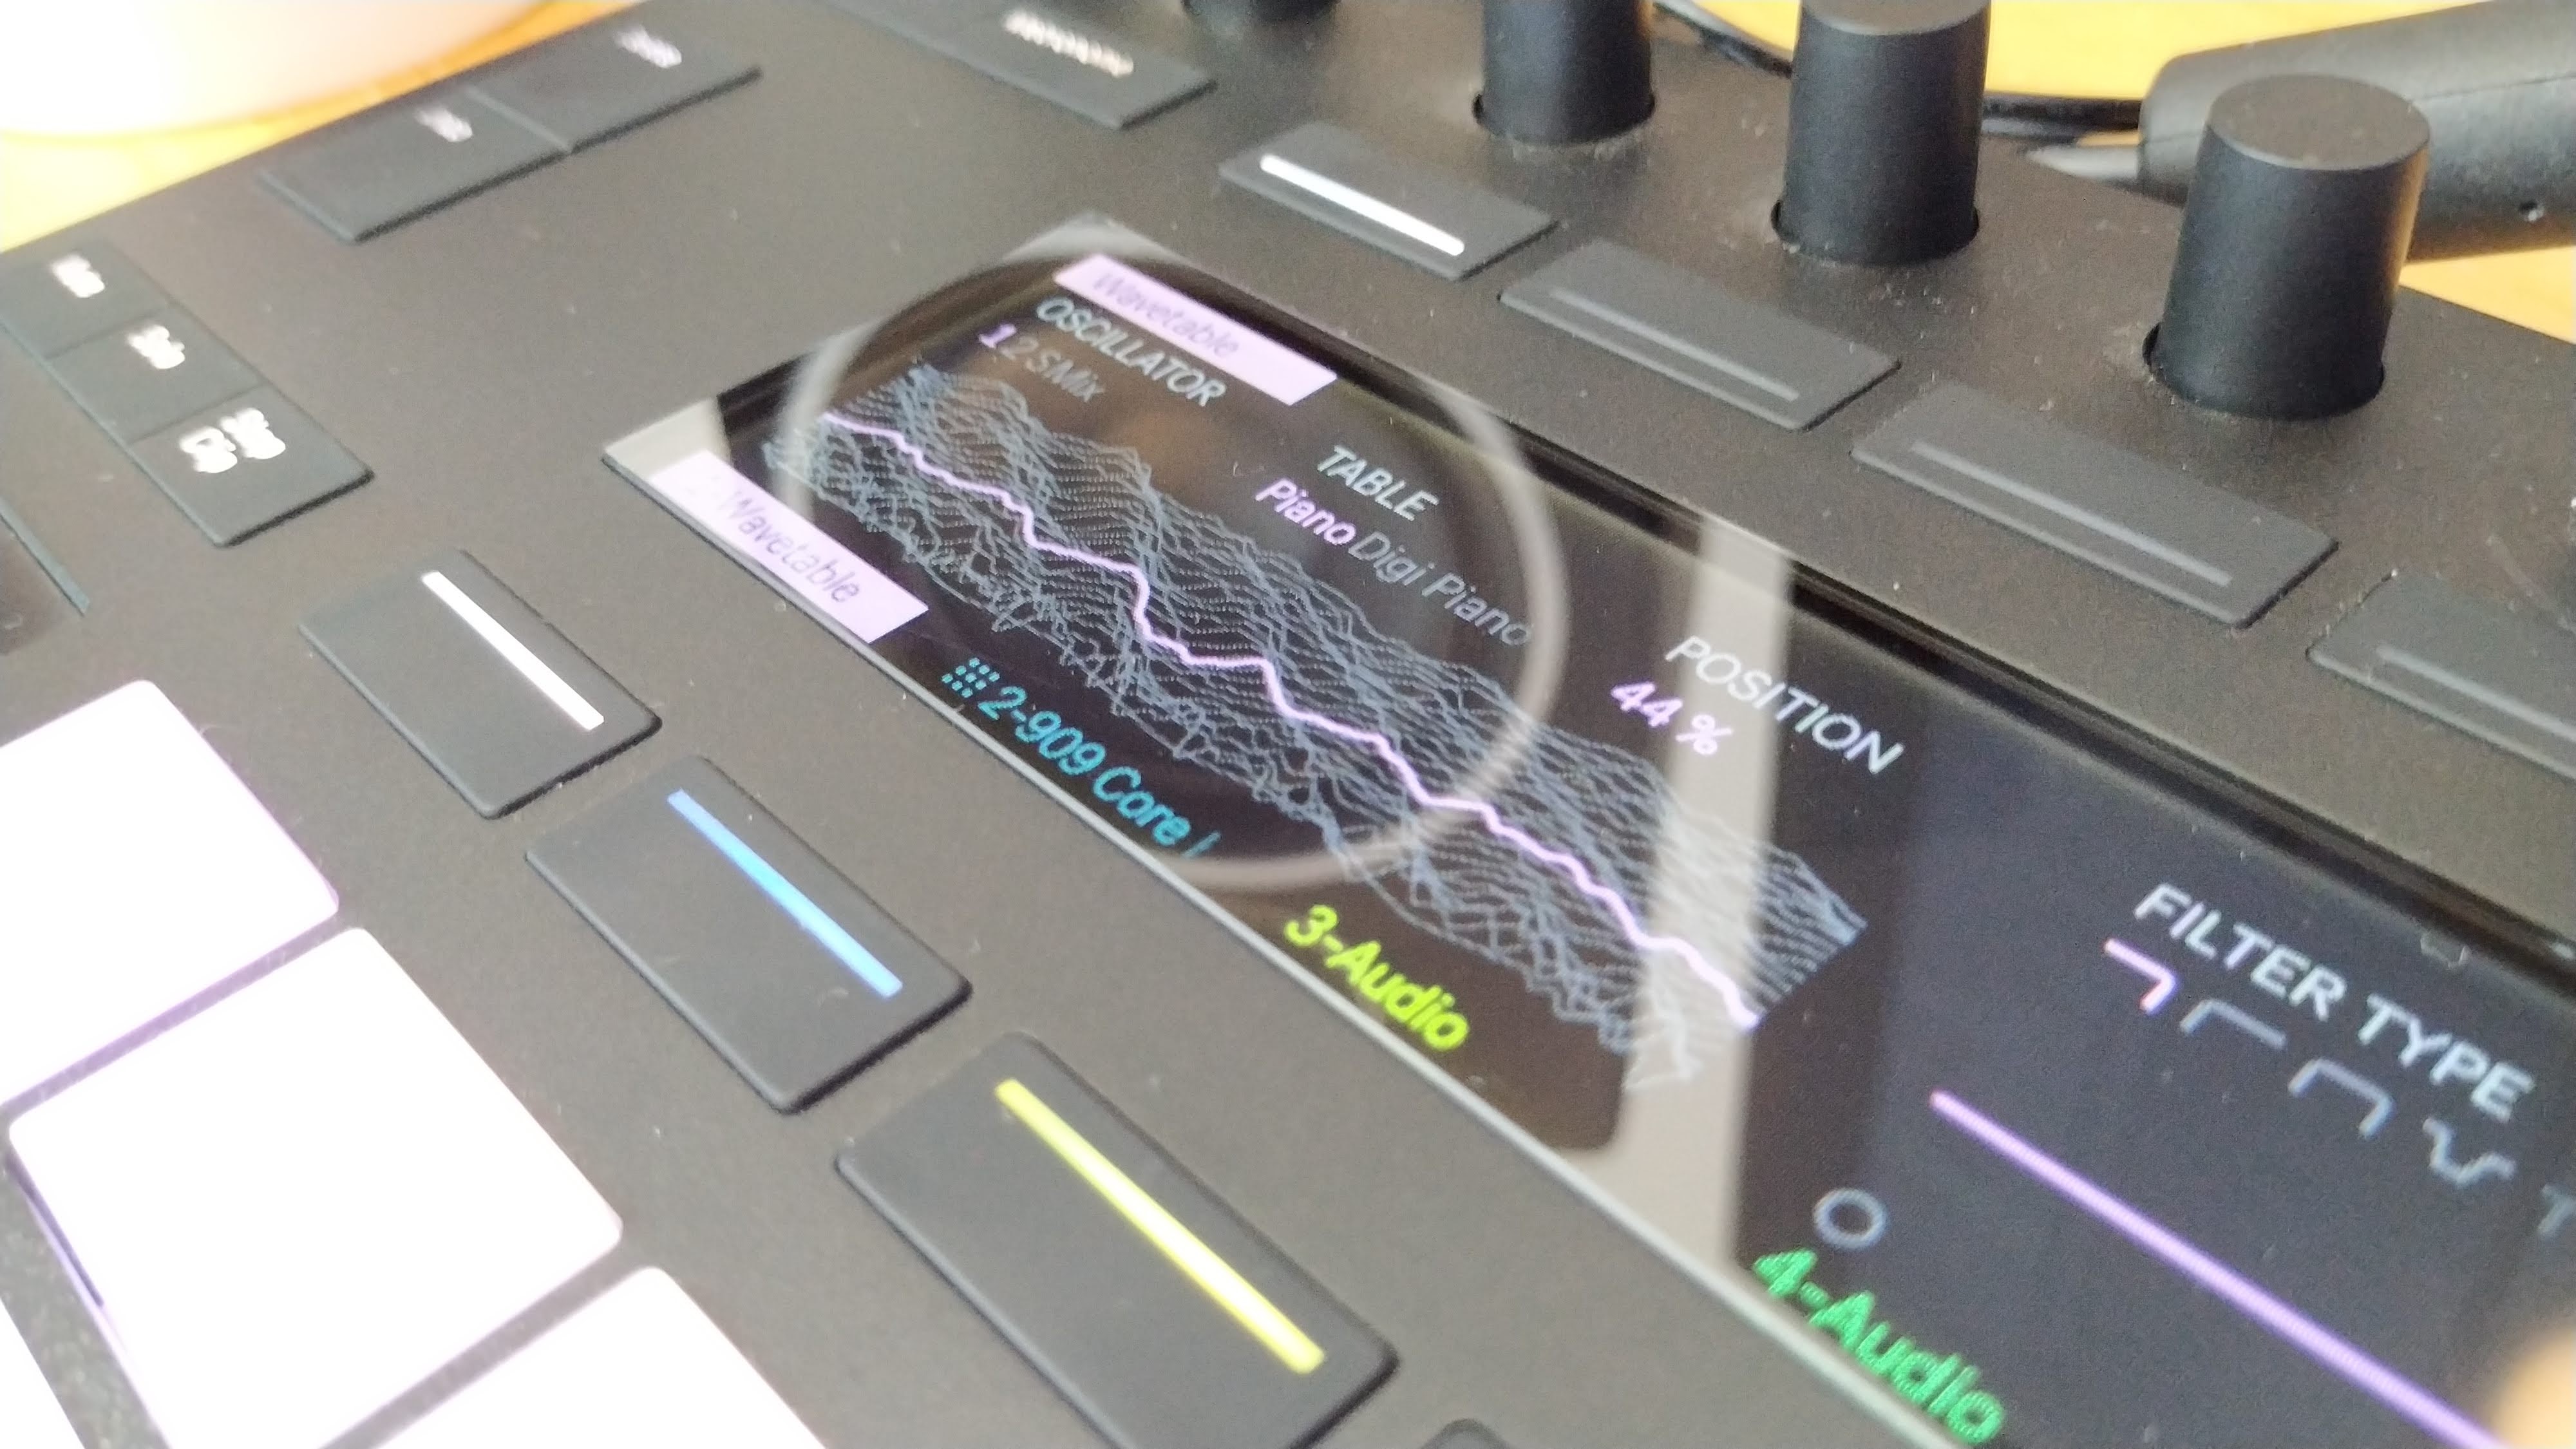 Wavetable
OSCILLATOR
1 2 S Mix
TABLE
Piano Digi Piano
POSITION
44 %
FILTER TYPE
Wavetable
2-909 Core
3-Audio
4-Audio